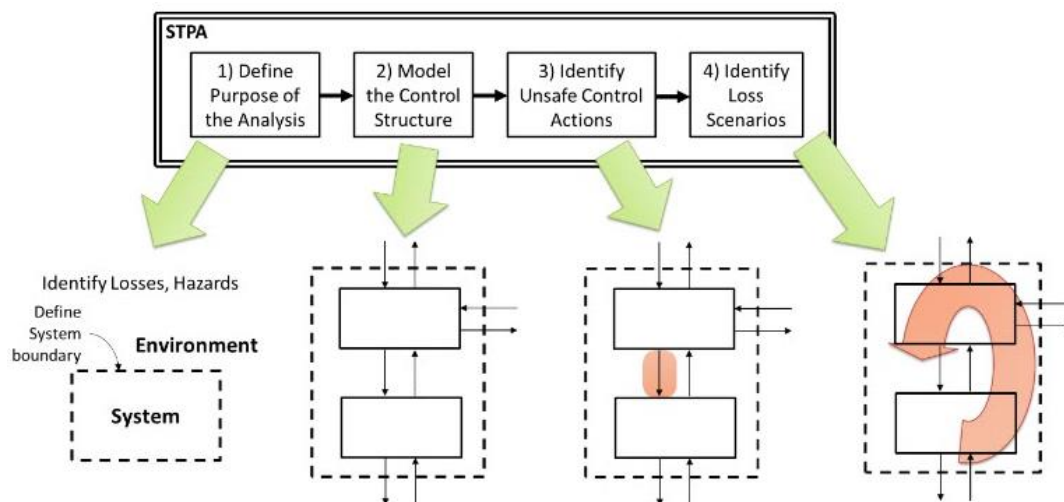 STPA
1) Define
Purpose of
the Analysis
2) Model
the Control
Structure
3) Identify
Unsafe Control
Actions
4) Identify
Loss
Scenarios
Identify Losses, Hazards
Define
System
boundary
Environment
System